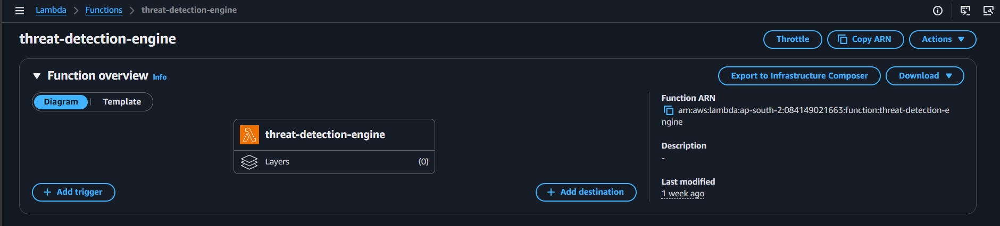 Lambda > Functions > threat-detection-engine
threat-detection-engine
Throttle
Copy ARN
Actions
Function overview Info
Export to Infrastructure Composer
Download
Diagram
Template
threat-detection-engine
Layers (0)
Add trigger
Add destination
Function ARN
arn:aws:lambda:ap-south-2:084149021663:function:threat-detection-e
ngine
Description
-
Last modified
1 week ago